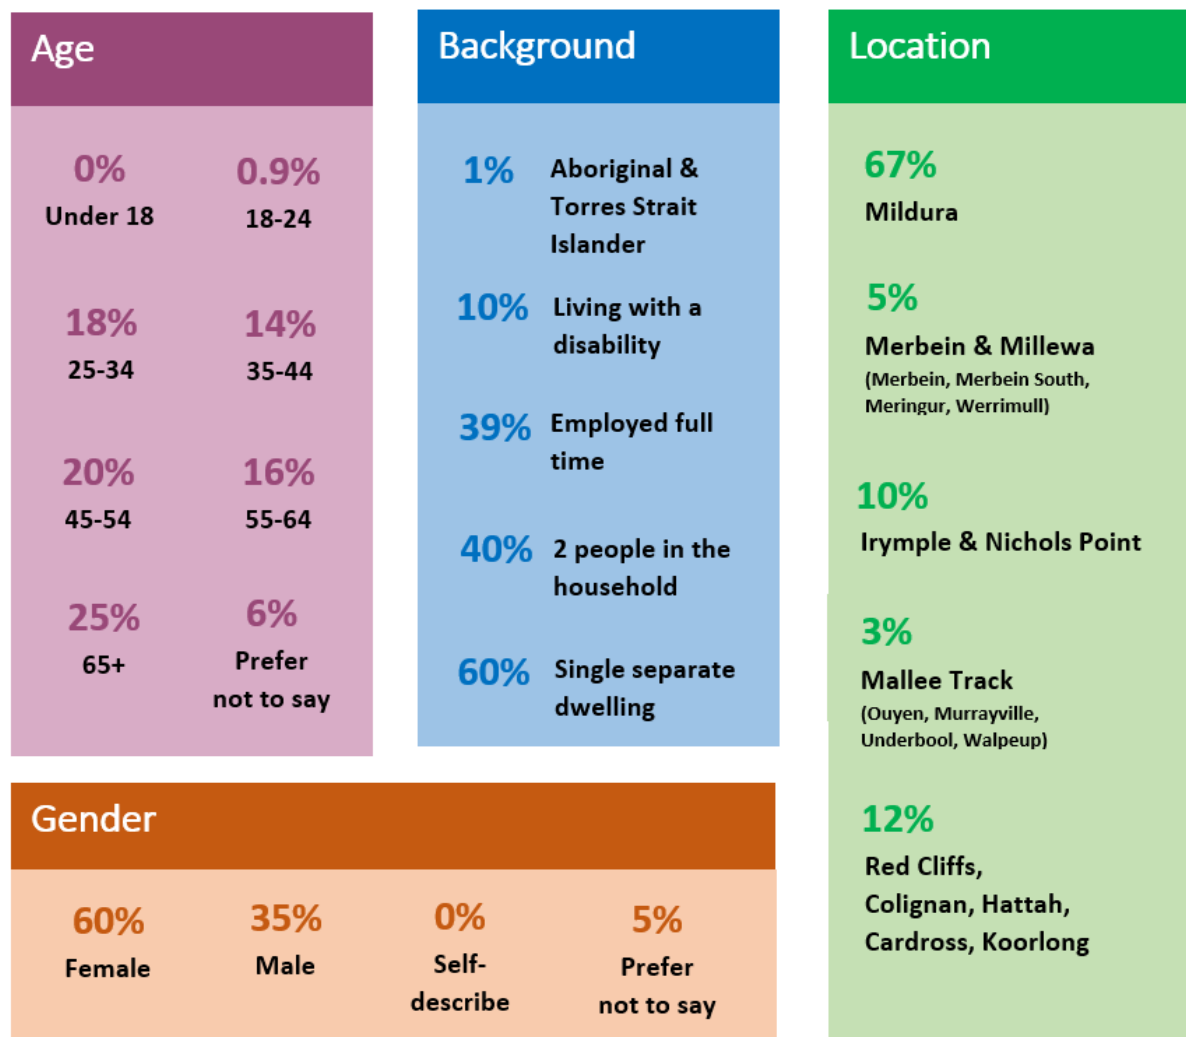 Age
0%
Under 18
0.9%
18-24
18%
25-34
14%
35-44
20%
45-54
16%
55-64
25%
65+
6%
Prefer
not to say
Background
1%
Aboriginal &
Torres Strait
Islander
10%
Living with a
disability
39%
Employed full
time
40%
2 people in the
household
60%
Single separate
dwelling
Location
67%
Mildura
5%
Merbein & Millewa
(Merbein, Merbein South,
Meringur, Werrimull)
10%
Irymple & Nichols Point
3%
Mallee Track
(Ouyen, Murrayville,
Underbool, Walpeup)
12%
Red Cliffs,
Colignan, Hattah,
Cardross, Koorlong
Gender
60%
Female
35%
Male
0%
Self-
describe
5%
Prefer
not to say